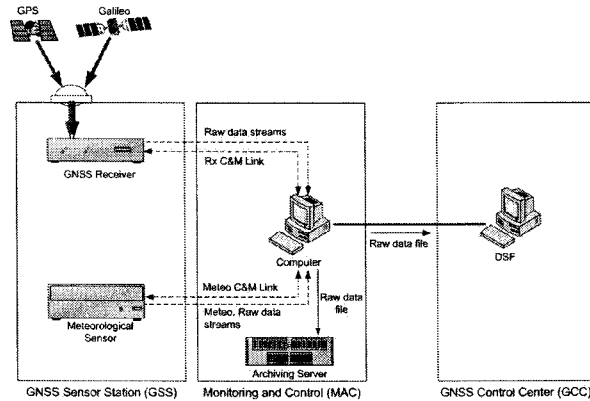 GPS
Galileo
Raw data streams
Rx C&M Link
GNSS Receiver
Computer
Raw data file
DSF
Meteo C&M Link
Meteo. Raw data
streams
Raw data
file
Meteorological
Sensor
Archiving Server
GNSS Sensor Station (GSS)
Monitoring and Control (MAC)
GNSS Control Center (GCC)